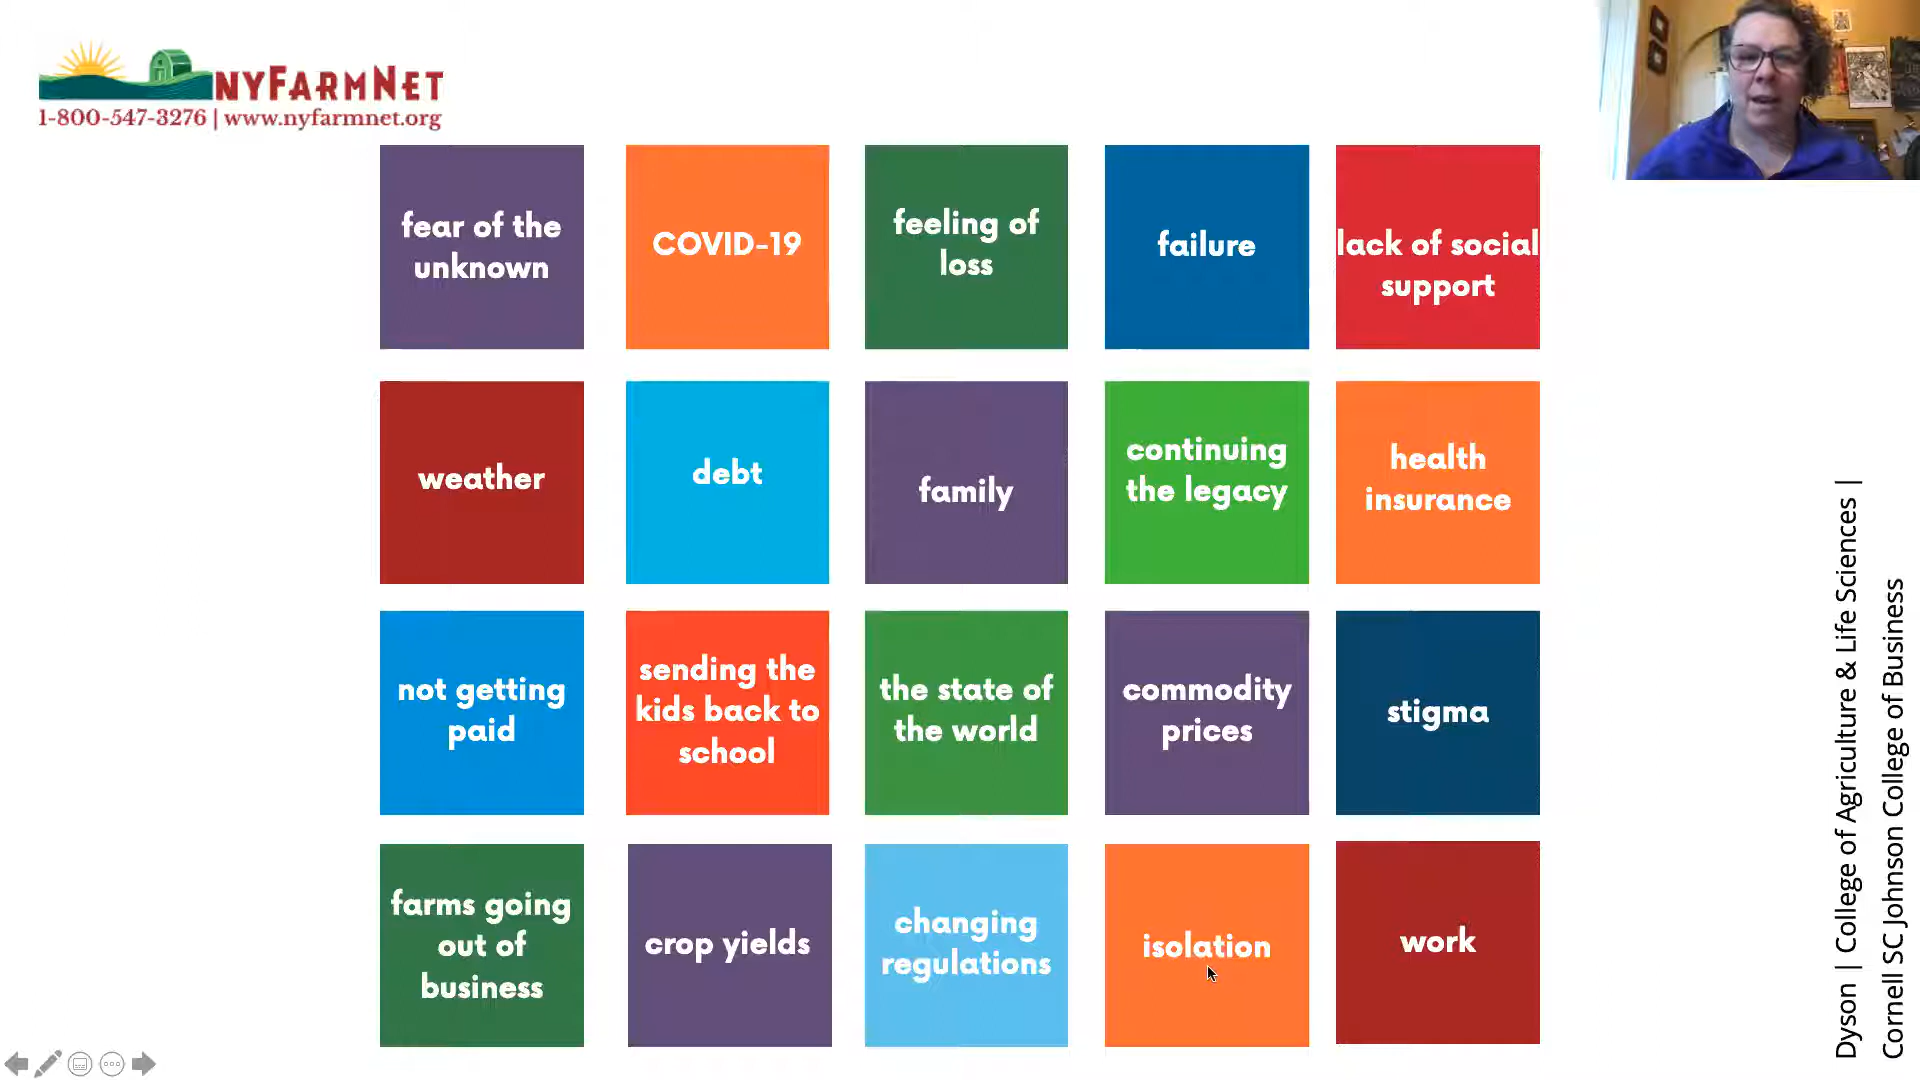 NYFARMNET
1-800-547-3276 | www.nyfarmnet.org
fear of the
unknown
COVID-19
feeling of
loss
failure
lack of social
support
weather
debt
family
continuing
the legacy
health
insurance
not getting
paid
sending the
kids back to
school
the state of
the world
commodity
prices
stigma
farms going
out of
business
crop yields
changing
regulations
isolation
work
Dyson | College of Agriculture & Life Sciences |
Cornell SC Johnson College of Business